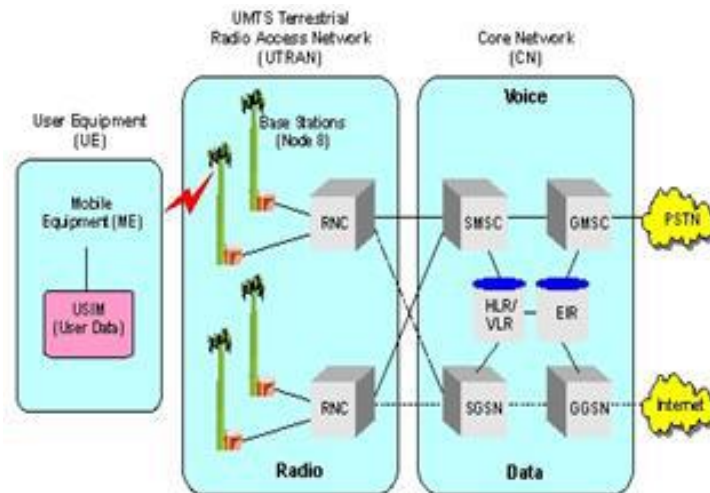 UMTS Terrestrial
Radio Access Network
(UTRAN)
Core Network
(CN)
User Equipment
(UE)
Voice
Base Stations
(Node B)
Mobile
Equipment (ME)
USIM
(User Data)
RNC
SMSC
GMSC
PSTN
HLR/
VLR
EIR
RNC
SGSN
GGSN
Internet
Radio
Data